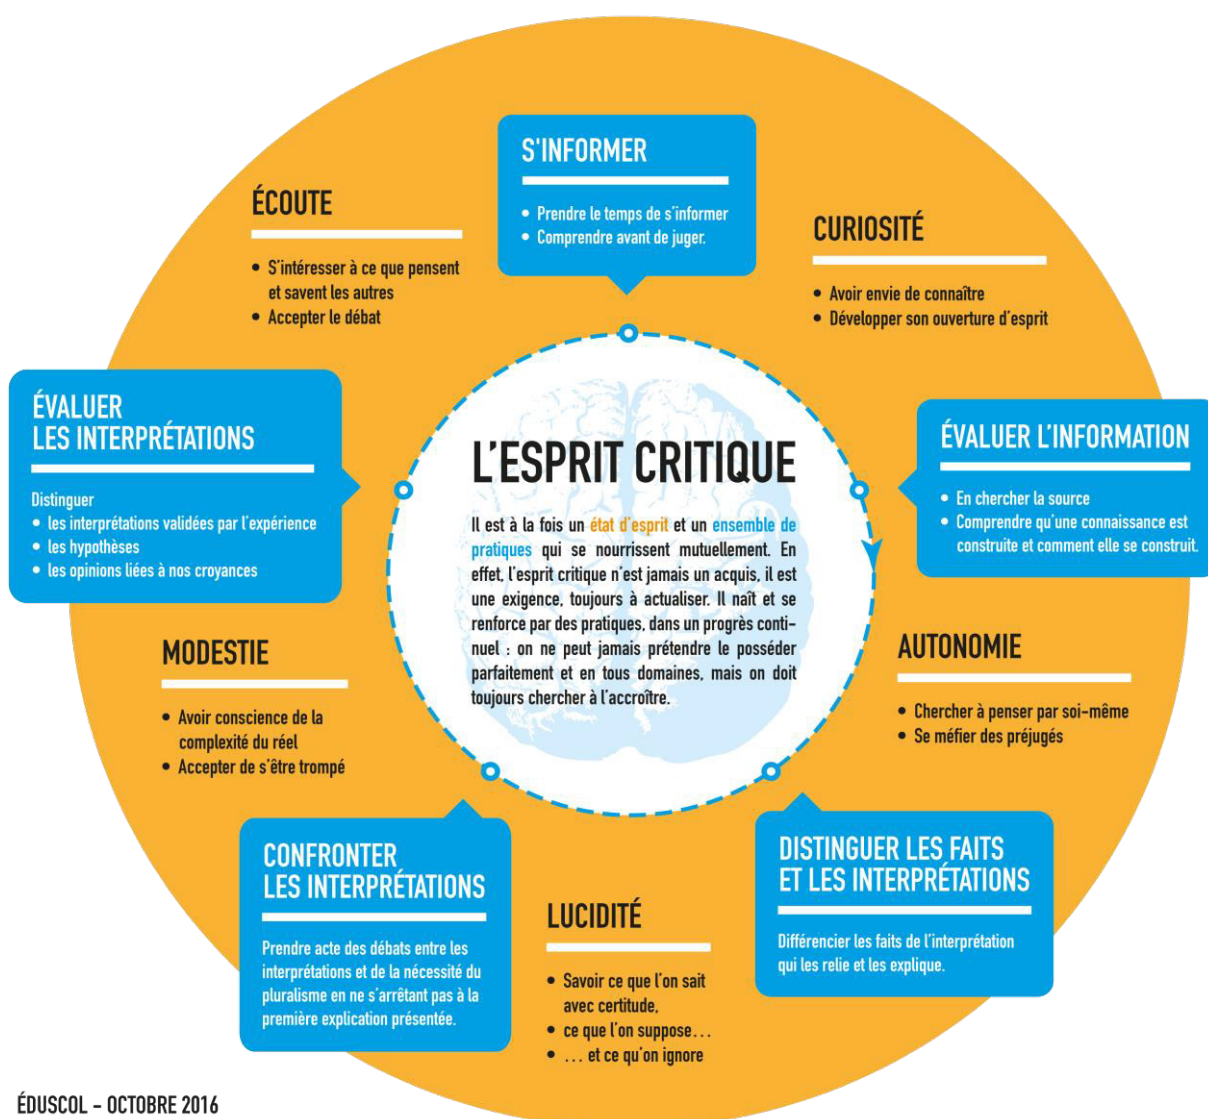 S'INFORMER
• Prendre le temps de s'informer
• Comprendre avant de juger.
CURIOSITÉ
• Avoir envie de connaître
• Développer son ouverture d'esprit
ÉVALUER L'INFORMATION
• En chercher la source
• Comprendre qu'une connaissance est
construite et comment elle se construit.
AUTONOMIE
• Chercher à penser par soi-même
• Se méfier des préjugés
DISTINGUER LES FAITS
ET LES INTERPRÉTATIONS
Différencier les faits de l'interprétation
qui les relie et les explique.
LUCIDITÉ
• Savoir ce que l'on sait
avec certitude,
• ce que l'on suppose...
• ... et ce qu'on ignore
CONFRONTER
LES INTERPRÉTATIONS
Prendre acte des débats entre les
interprétations et de la nécessité du
pluralisme en ne s'arrêtant pas à la
première explication présentée.
MODESTIE
• Avoir conscience de la
complexité du réel
• Accepter de s'être trompé
ÉVALUER
LES INTERPRÉTATIONS
Distinguer
• les interprétations validées par l'expérience
• les hypothèses
• les opinions liées à nos croyances
ÉCOUTE
• S'intéresser à ce que pensent
et savent les autres
• Accepter le débat
L'ESPRIT CRITIQUE
Il est à la fois un état d'esprit et un ensemble de
pratiques qui se nourrissent mutuellement. En
effet, l'esprit critique n'est jamais un acquis, il est
une exigence, toujours à actualiser. Il naît et se
renforce par des pratiques, dans un progrès conti-
nuel : on ne peut jamais prétendre le posséder
parfaitement et en tous domaines, mais on doit
toujours chercher à l'accroître.
ÉDUSCOL - OCTOBRE 2016